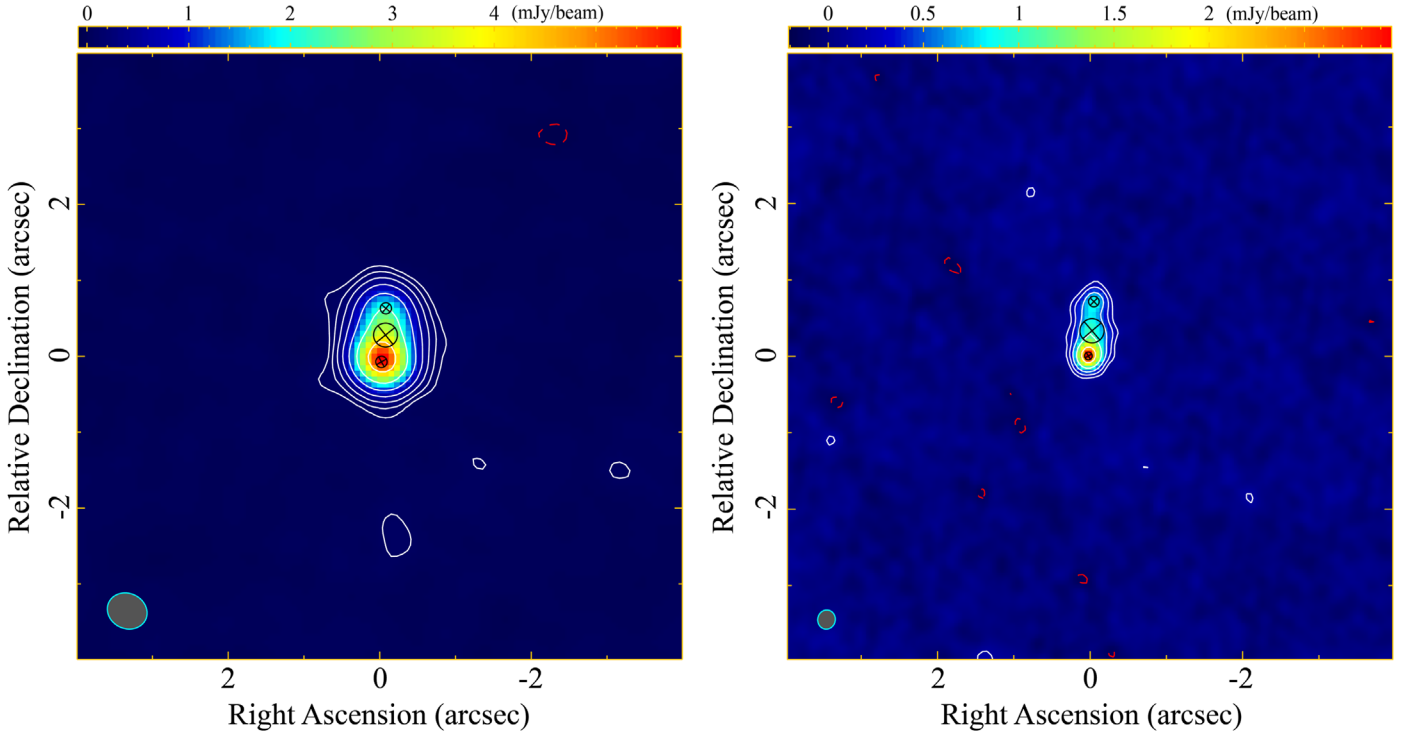 0 1 2 3 4 (mJy/beam)
0 0.5 1 1.5 2 (mJy/beam)
Relative Declination (arcsec)
2
0
-2
2 0 -2
Right Ascension (arcsec)
Relative Declination (arcsec)
2
0
-2
2 0 -2
Right Ascension (arcsec)